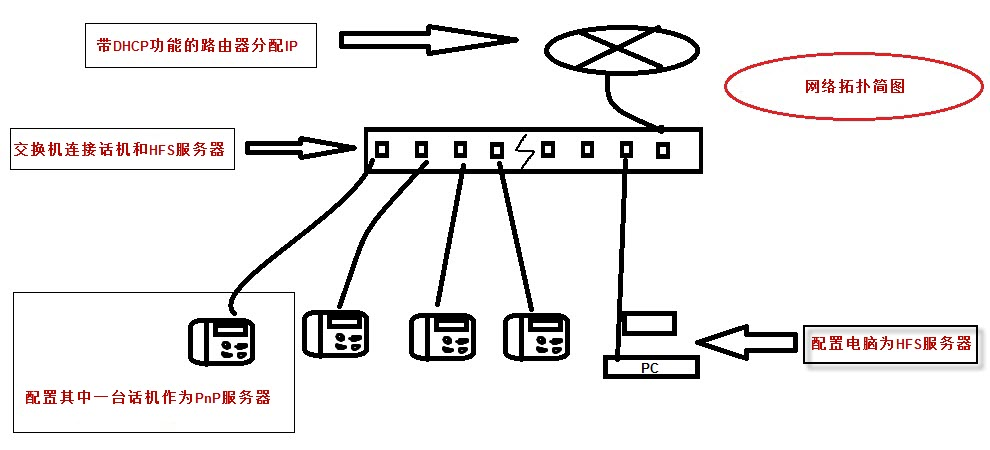 带DHCP功能的路由器分配IP
网络拓扑简图
交换机连接话机和HFS服务器
配置电脑为HFS服务器
PC
配置其中一台话机作为PnP服务器